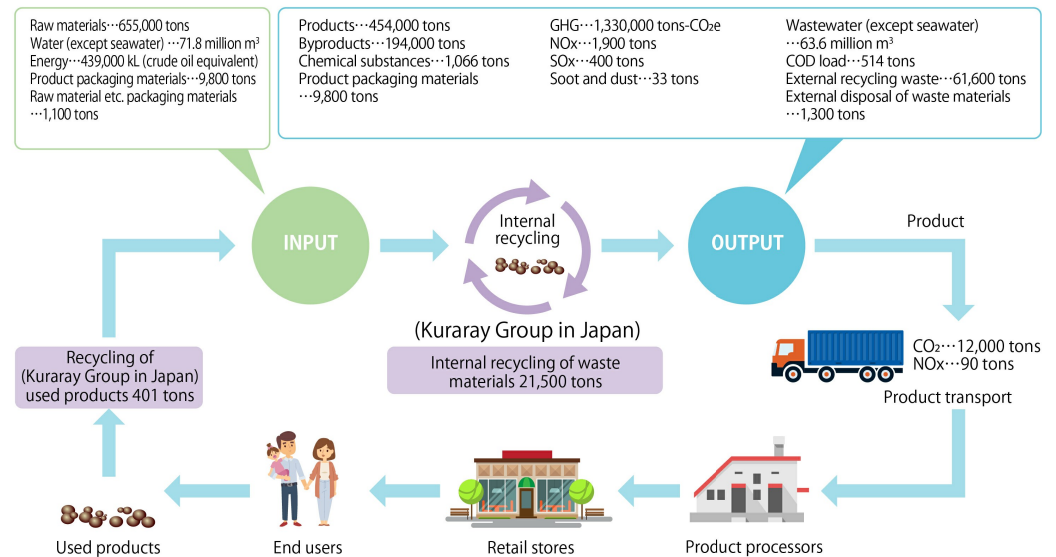 Raw materials⋯655,000 tons
Water (except seawater) ⋯71.8 million m³
Energy⋯439,000 kL (crude oil equivalent)
Product packaging materials⋯9,800 tons
Raw material etc. packaging materials
⋯1,100 tons
Products⋯454,000 tons
Byproducts⋯194,000 tons
Chemical substances⋯1,066 tons
Product packaging materials
⋯9,800 tons
GHG⋯1,330,000 tons-CO₂e
NOx⋯1,900 tons
SOx⋯400 tons
Soot and dust⋯33 tons
Wastewater (except seawater)
⋯63.6 million m³
COD load⋯514 tons
External recycling waste⋯61,600 tons
External disposal of waste materials
⋯1,300 tons
INPUT
Internal
recycling
OUTPUT
Product
(Kuraray Group in Japan)
Internal recycling of waste
materials 21,500 tons
CO₂⋯12,000 tons
NOx⋯90 tons
Product transport
Recycling of
(Kuraray Group in Japan)
used products 401 tons
Used products
End users
Retail stores
Product processors